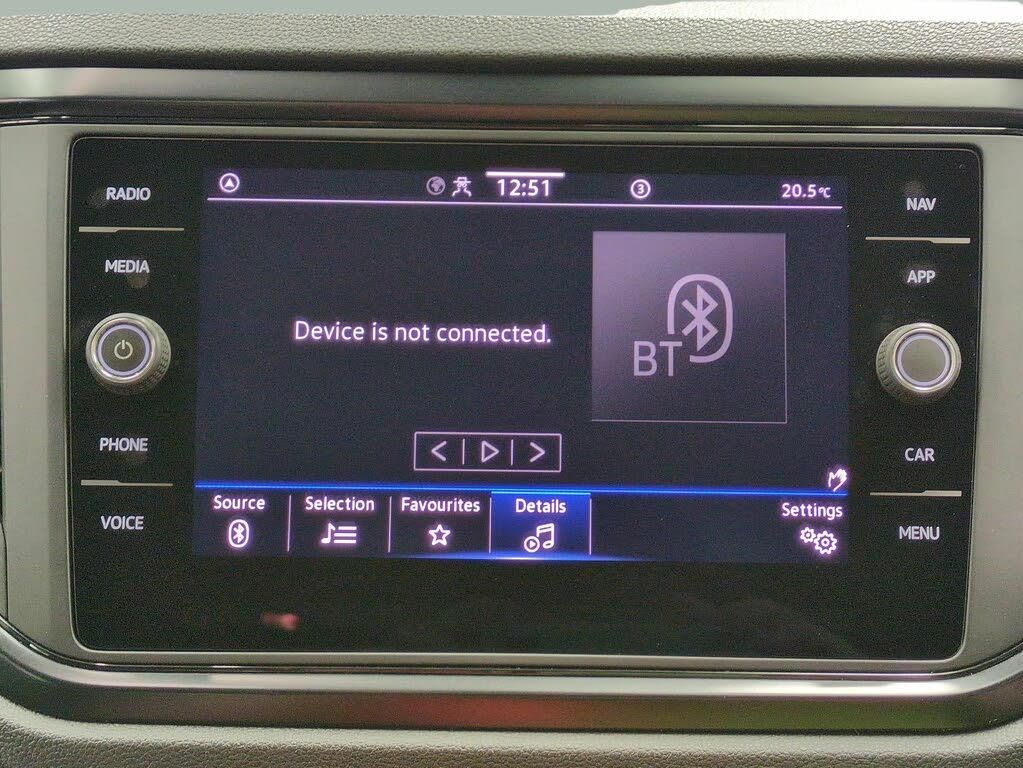 RADIO
MEDIA
PHONE
VOICE
12:51
3
20.5°C
Device is not connected.
BT
Source
Selection
Favourites
Details
Settings
NAV
APP
CAR
MENU